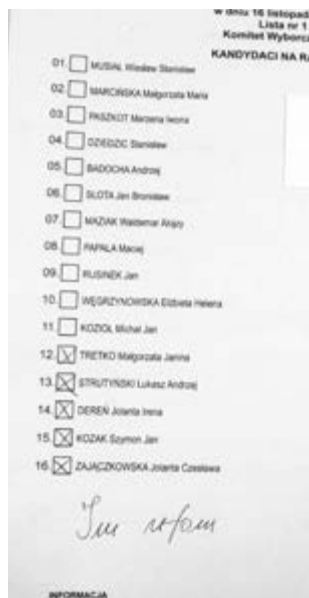 w dniu 16 listopad
Lista nr 1
Komitet Wyborc
KANDYDACI NA RA
01. MUSIAŁ Wiesław Stanisław
02. MARCIŃSKA Małgorzata Maria
03. PASZKOT Marzena Iwona
04. DZIEDZIC Stanisław
05. BADOCHA Andrzej
06. SŁOTA Jan Bronisław
07. MAZIAK Waldemar Alojzy
08. PAPALA Maciej
09. RUSINEK Jan
10. WĘGRZYNOWSKA Elżbieta Helena
11. KOZIOŁ Michał Jan
12. TRETKO Małgorzata Janina
13. STRUTYŃSKI Łukasz Andrzej
14. DEREŃ Jolanta Irena
15. KOZAK Szymon Jan
16. ZAJĄCZKOWSKA Jolanta Czesława
INFORMACJA